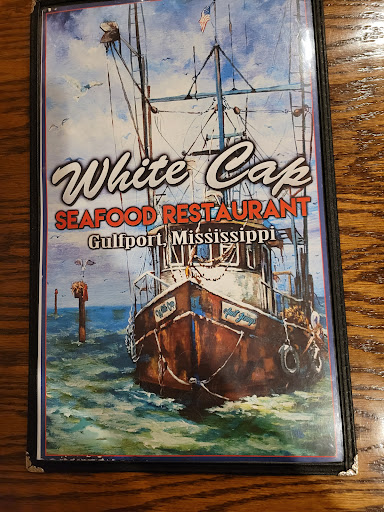 White Cap
SEAFOOD RESTAURANT
Gulfport, Mississippi